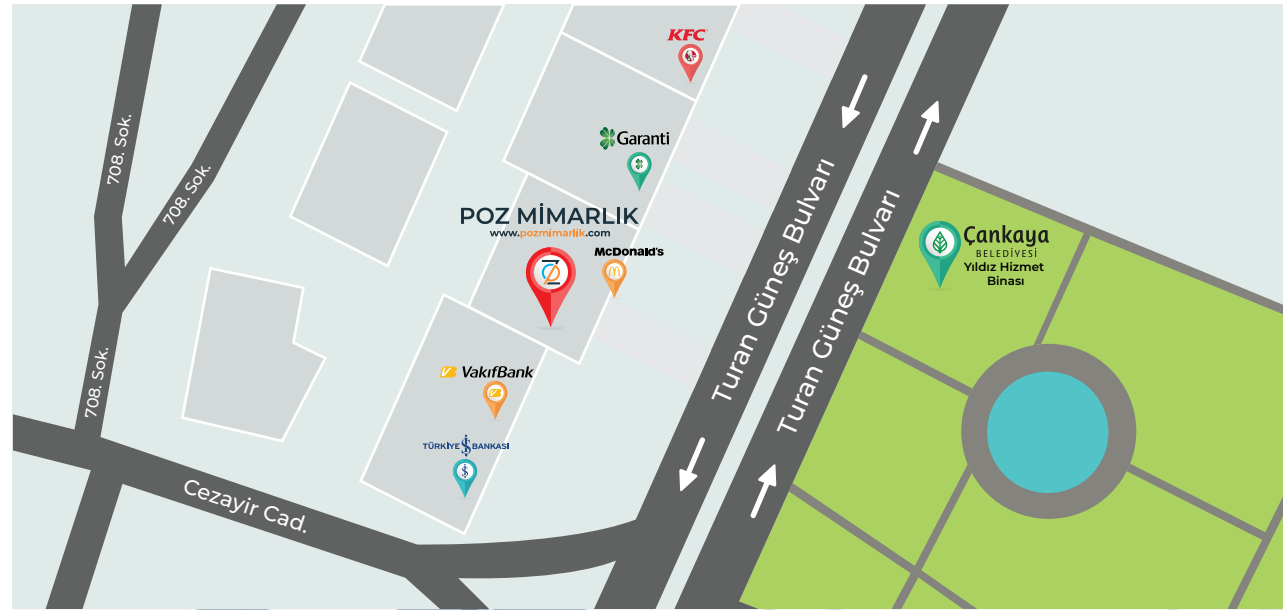 KFC
Garanti
POZ MİMARLIK
www.pozmimarlik.com
McDonald's
VakıfBank
TÜRKİYE İŞ BANKASI
708. Sok.
708. Sok.
708. Sok.
Cezayir Cad.
Turan Güneş Bulvarı
Turan Güneş Bulvarı
Çankaya
BELEDİYESİ
Yıldız Hizmet
Binası